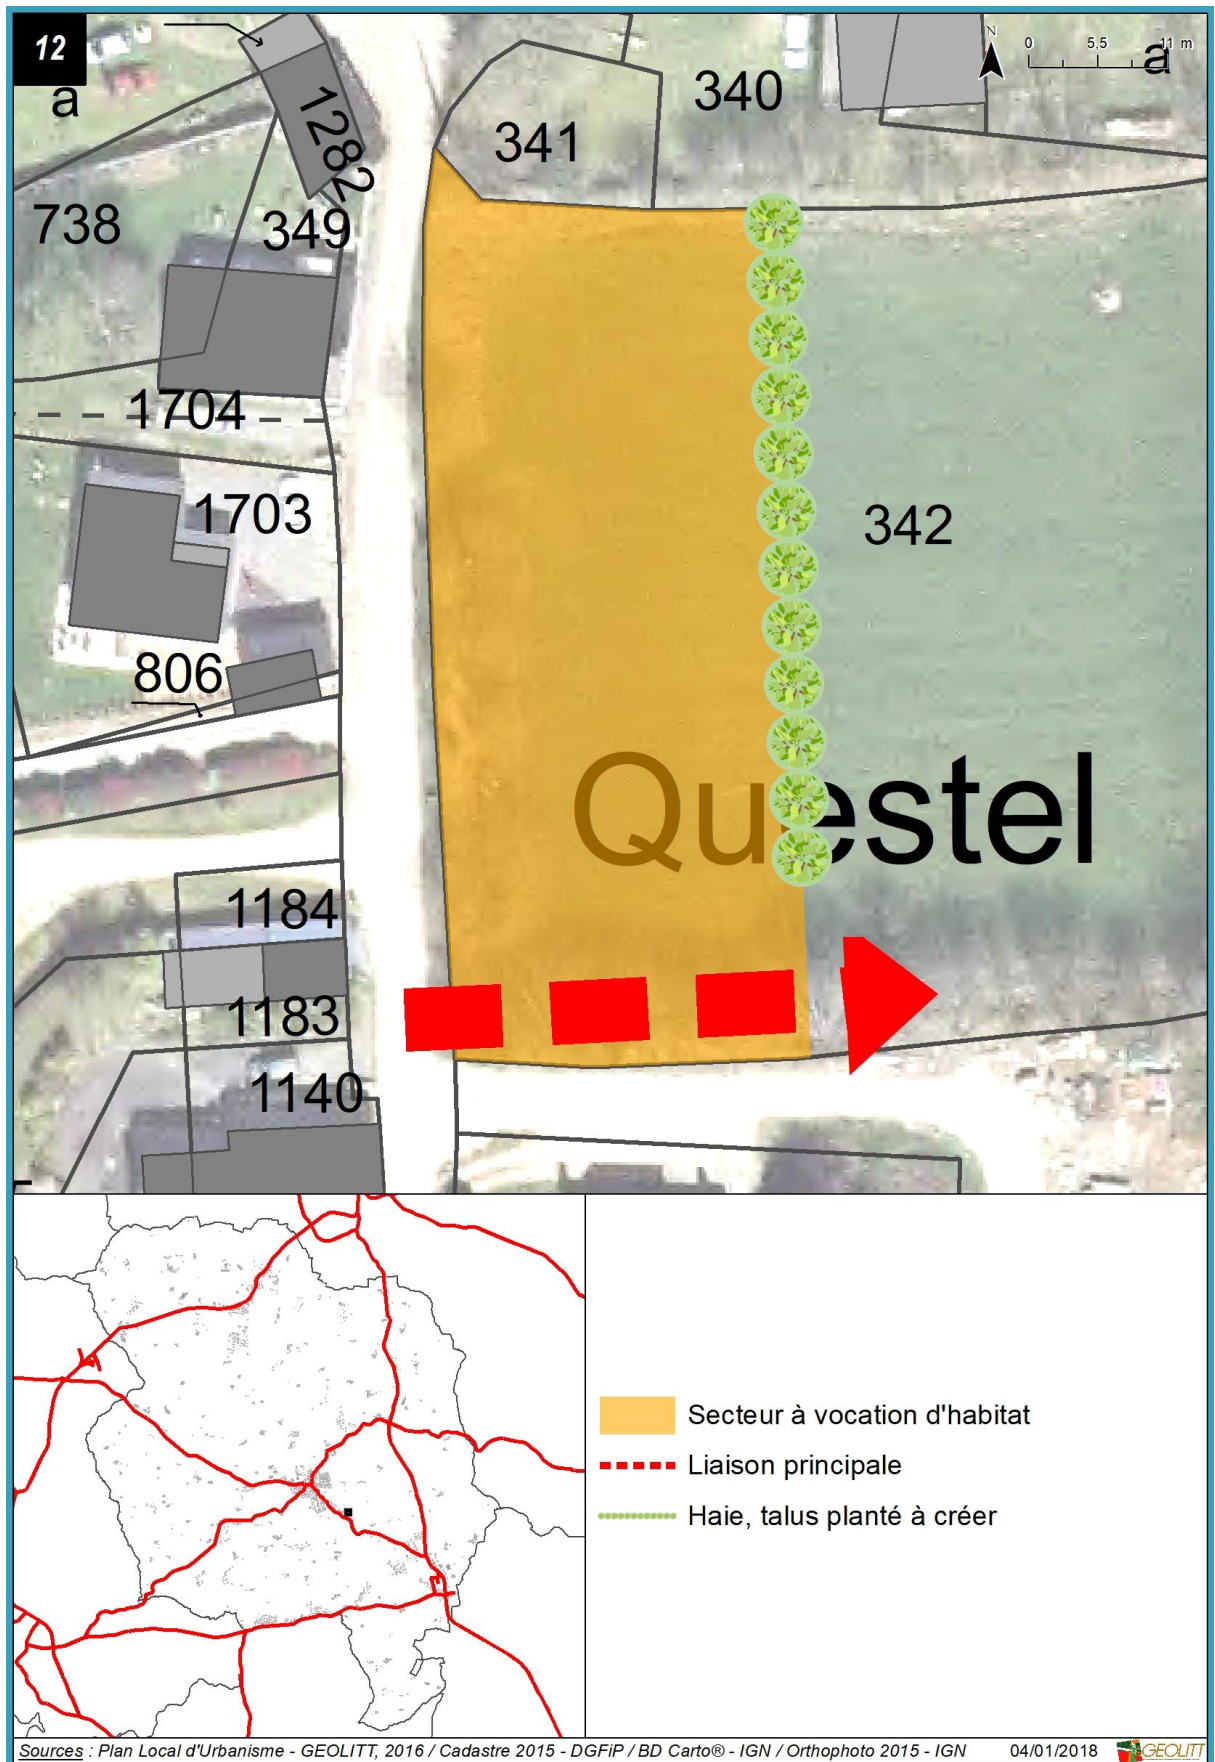 12
N
0 5,5 11 m
a
a
340
341
1282
738
349
1704
1703
342
806
Questel
1184
1183
1140
Secteur à vocation d'habitat
Liaison principale
Haie, talus planté à créer
Sources : Plan Local d'Urbanisme - GEOLITT, 2016 / Cadastre 2015 - DGFiP / BD Carto® - IGN / Orthophoto 2015 - IGN 04/01/2018 GEOLITT